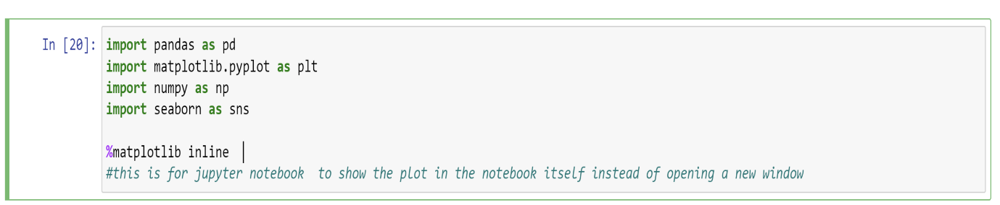 In [20]: import pandas as pd
import matplotlib.pyplot as plt
import numpy as np
import seaborn as sns
%matplotlib inline
#this is for jupyter notebook  to show the plot in the notebook itself instead of opening a new window